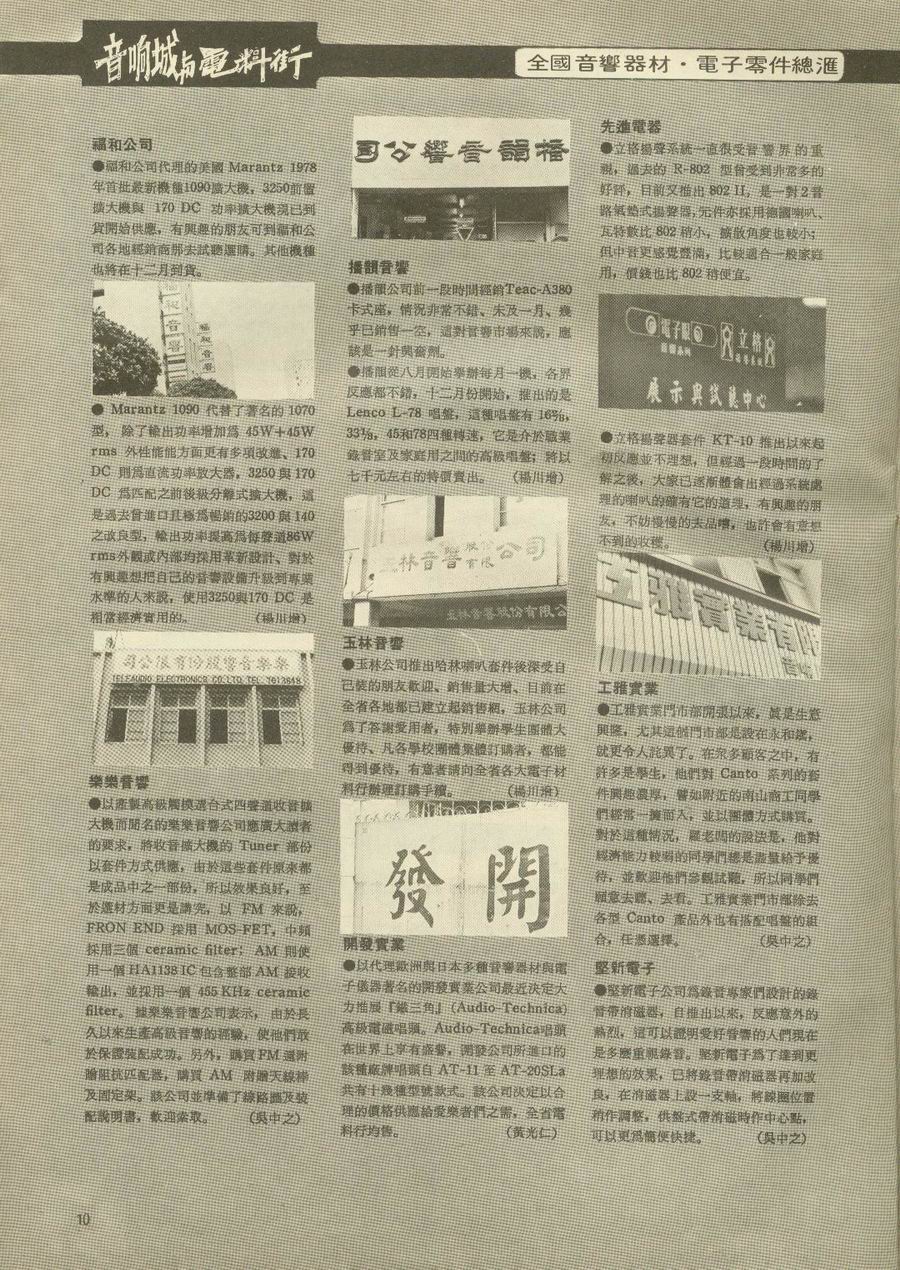 音响城与電料街
全國音響器材・電子零件總滙
福和公司
●福和公司代理的美國 Marantz 1978
年首批最新機種1090擴大機，3250前置
擴大機與 170 DC 功率擴大機現已到
貨開始供應，有興趣的朋友可到福和公
司各地經銷商那去試聽選購。其他機種
也將在十二月到貨。
福和音響
福和音響
● Marantz 1090 代替了著名的 1070
型，除了輸出功率增加爲 45W＋45W
rms 外性能方面更有多項改進、170
DC 則爲直流功率放大器，3250 與 170
DC 爲匹配之前後級分離式擴大機，這
是過去曾進口且極爲暢銷的3200 與 140
之改良型，輸出功率提高爲每聲道86W
rms外觀或內部均採用革新設計、對於
有興趣想把自己的音響設備升級到專業
水準的人來說，使用3250與170 DC 是
相當經濟實用的。（楊川增）
司公限有份股響音樂樂
TELEAUDIO ELECTRONICS CO.,LTD. TEL. 7613648
樂樂音響
●以產製高級觸摸選台式四聲道收音擴
大機而聞名的樂樂音響公司應廣大讀者
的要求，將收音擴大機的 Tuner 部份
以套件方式供應，由於這些套件原來都
是成品中之一部份，所以效果良好，至
於選材方面更是講究，以 FM 來說，
FRON END 採用 MOS-FET，中頻
採用三個 ceramic filter；AM 則使
用一個 HA1138 IC 包含整部 AM 接收
輸出，並採用一個 455 KHz ceramic
filter。據樂樂音響公司表示，由於長
久以來生產高級音響的經驗，使他們敢
於保證裝配成功。另外，購買 FM 還附
贈阻抗匹配器，購買 AM 附贈天線棒
及固定架。該公司並準備了線路圖及裝
配說明書，歡迎索取。（吳中之）
司公響音韻播
播韻音響
●播韻公司前一段時間經銷Teac-A380
卡式座，情況非常不錯、未及一月、幾
乎已銷售一空，這對音響市場來說，應
該是一針興奮劑。
●播韻從八月開始舉辦每月一機，各界
反應都不錯，十二月份開始，推出的是
Lenco L-78 唱盤，這種唱盤有 16⅔，
33⅓，45和78四種轉速，它是介於職業
錄音室及家庭用之間的高級唱盤；將以
七千元左右的特價賣出。（楊川增）
玉林音響股份有限公司
玉林音響股份有限公
玉林音響
●玉林公司推出哈林喇叭套件後深受自
己裝的朋友歡迎、銷售量大增、目前在
全省各地都已建立起銷售網，玉林公司
爲了答謝愛用者，特別舉辦學生團體大
優待、凡各學校團體集體訂購者，都能
得到優待，有意者請向全省各大電子材
料行辦理訂購手續。（楊川增）
發開
開發實業
●以代理歐洲與日本多種音響器材與電
子儀器著名的開發實業公司最近決定大
力推展『鐵三角』(Audio-Technica)
高級電磁唱頭。Audio-Technica唱頭
在世界上享有盛譽，開發公司所進口的
該種廠牌唱頭自 AT-11 至 AT-20SLa
共有十幾種型號款式。該公司決定以合
理的價格供應給愛樂者們之需，全省電
料行均售。（黃光仁）
先進電器
●立格揚聲系統一直很受音響界的重
視，過去的 R-802 型曾受到非常多的
好評，目前又推出 802 II，是一對 2 音
路氣墊式揚聲器，元件亦採用德國喇叭、
瓦特數比 802 稍小，擴散角度也較小；
但中音更感覺豐滿，比較適合一般家庭
用，價錢也比 802 稍便宜。
電子眼
立格
展示與試聽中心
●立格揚聲器套件 KT-10 推出以來起
初反應並不理想，但經過一段時間的了
解之後，大家已逐漸體會出經過系統處
理的喇叭的確有它的道理，有興趣的朋
友，不妨慢慢的去品嚐，也許會有意想
不到的收穫。（楊川增）
工雅實業有限
工雅實業
●工雅實業門市部開張以來，眞是生意
興隆，尤其這個門市部是設在永和鎮，
就更令人詫異了。在衆多顧客之中，有
許多是學生，他們對 Canto 系列的套
件興趣濃厚，譬如附近的南山商工同學
們經常一擁而入，並以團體方式購買。
對於這種情況，羅老闆的說法是，他對
經濟能力較弱的同學們總是盡量給予優
待，並歡迎他們參觀試聽，所以同學們
願意去聽、去看。工雅實業門市部除去
各型 Canto 產品外也有搭配唱盤的組
合，任憑選擇。（吳中之）
堅新電子
●堅新電子公司爲錄音專家們設計的錄
音帶消磁器，自推出以來，反應意外的
熱烈，這可以證明愛好音響的人們現在
是多麼重視錄音。堅新電子爲了達到更
理想的效果，已將錄音帶消磁器再加改
良，在消磁器上設一支軸，將線圈位置
稍作調整，供盤式帶消磁時作中心點，
可以更爲簡便快捷。（吳中之）
10